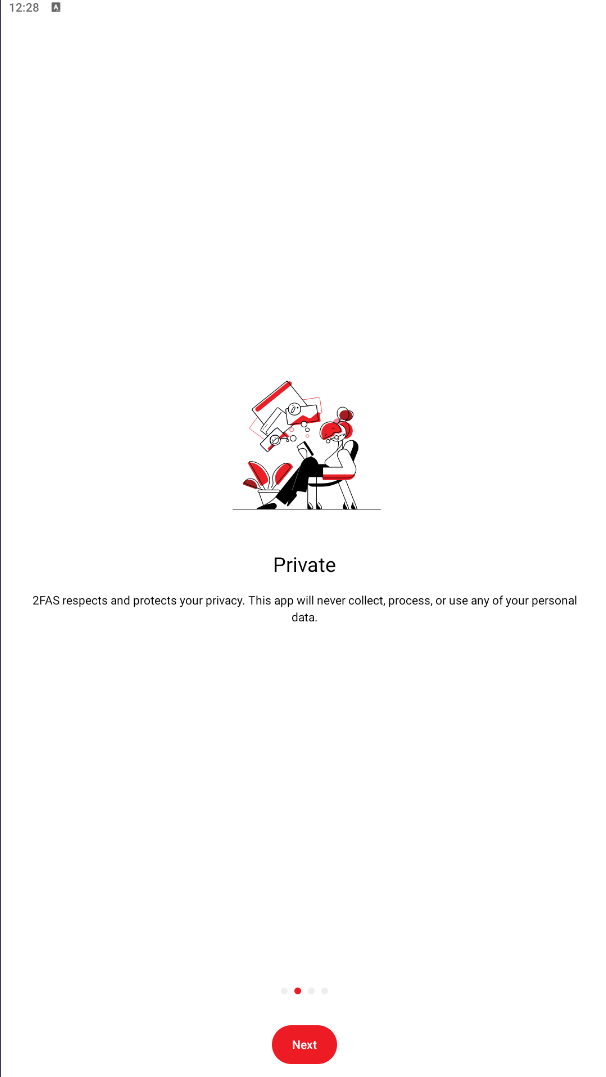 12:28
A
Private
2FAS respects and protects your privacy. This app will never collect, process, or use any of your personal
data.
Next